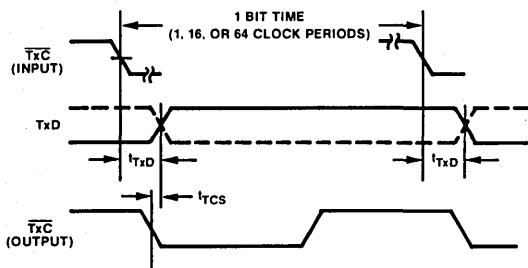 1 BIT TIME
(1, 16, OR 64 CLOCK PERIODS)
TxC
(INPUT)
TxD
tTxD
tTxD
tTCS
TxC
(OUTPUT)